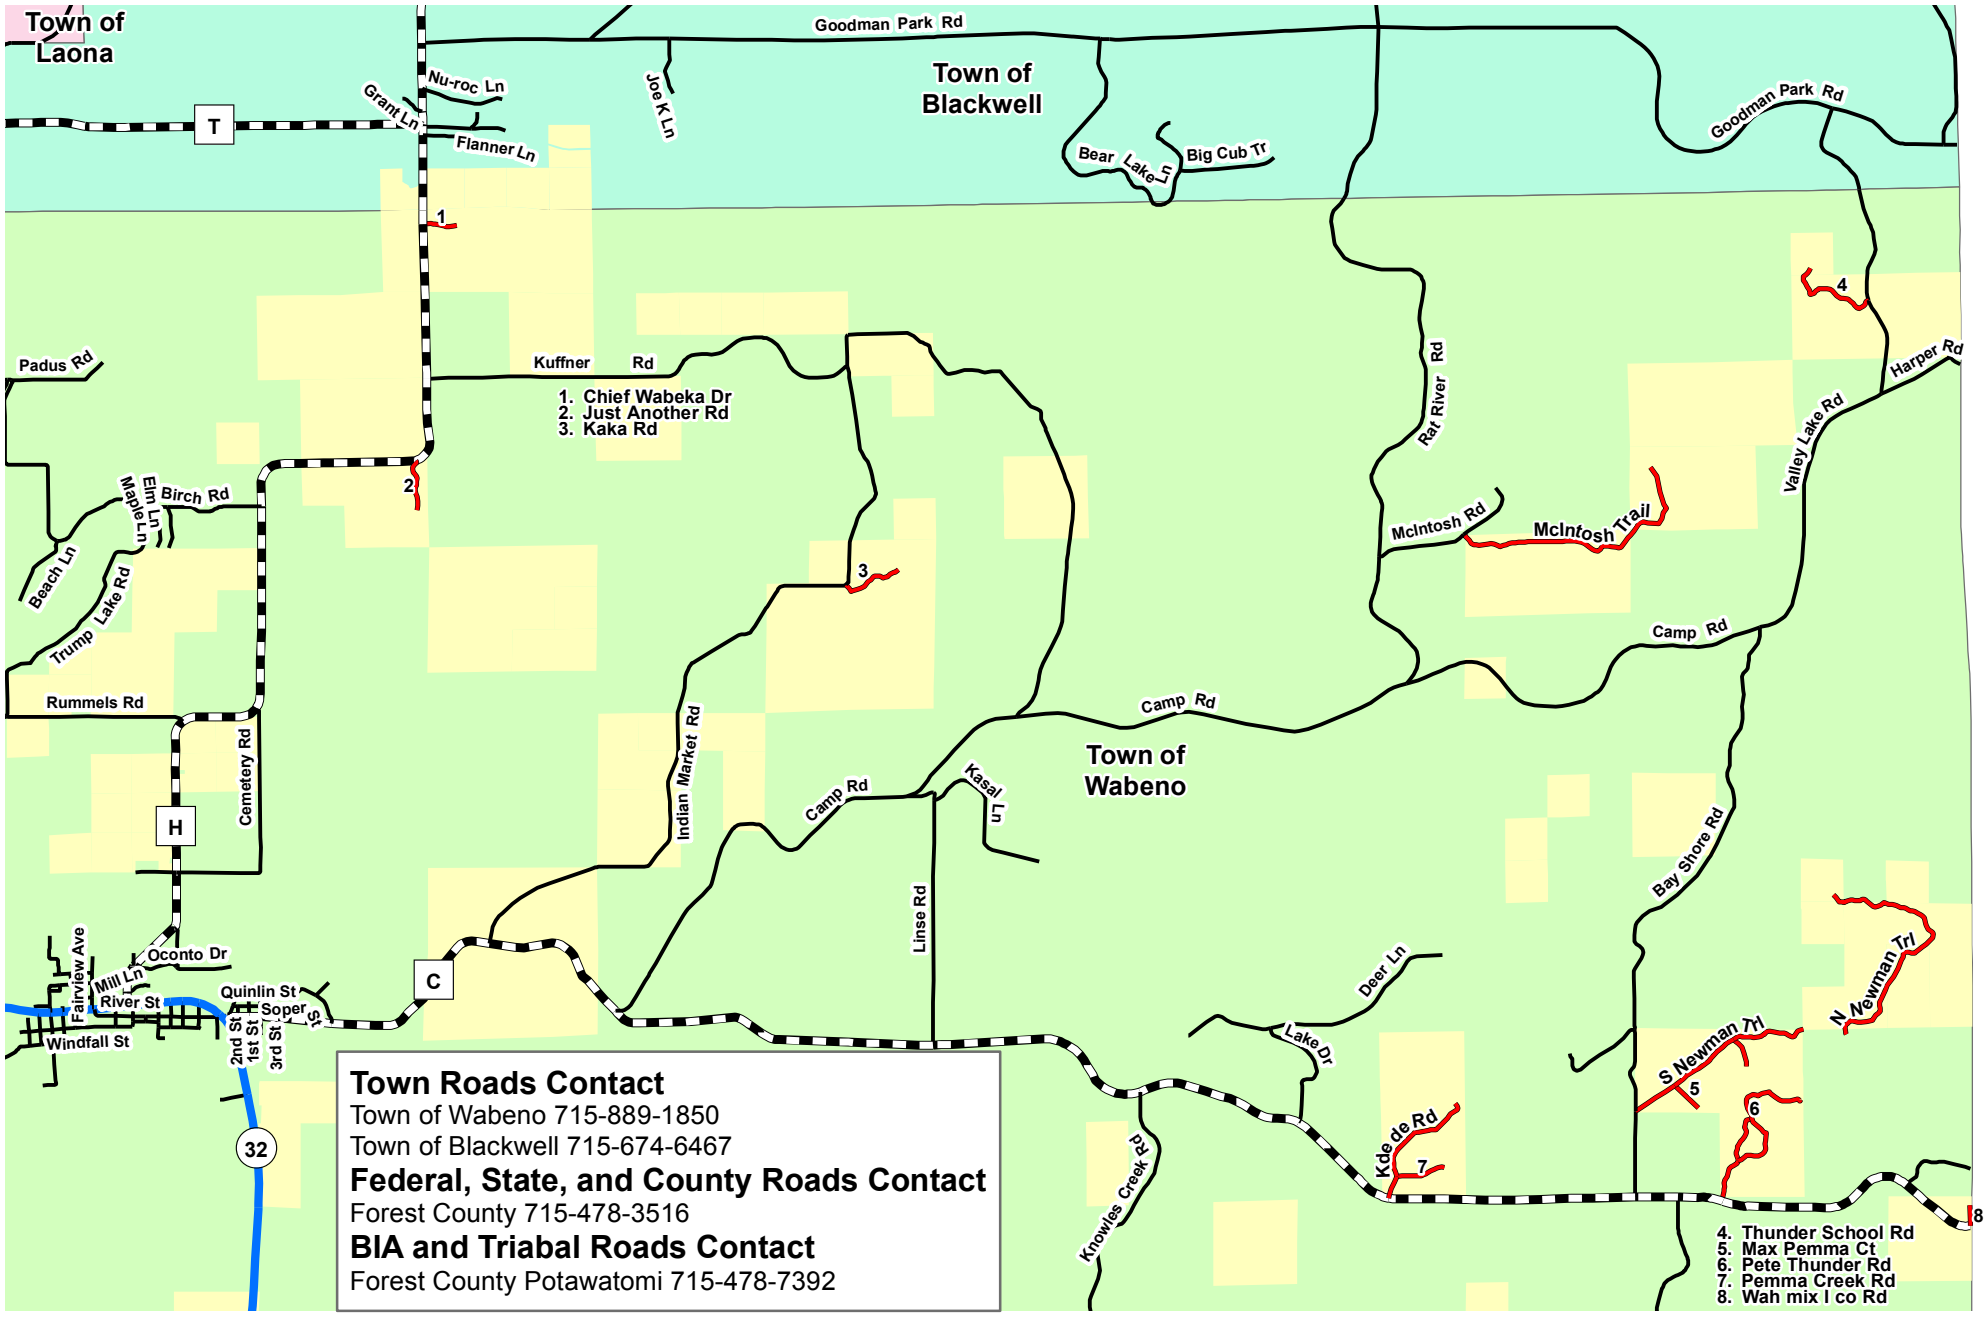 Town of
Laona
Goodman Park Rd
Town of
Blackwell
Nu-roc Ln
Grant Ln
Joe K Ln
Goodman Park Rd
T
Flanner Ln
Bear Lake Ln
Big Cub Tr
1
4
Padus Rd
Kuffner Rd
Rat River Rd
Harper Rd
1. Chief Wabeka Dr
2. Just Another Rd
3. Kaka Rd
Valley Lake Rd
2
Elm Ln
Maple Ln
Birch Rd
McIntosh Rd
McIntosh Trail
Beach Ln
Trump Lake Rd
3
Camp Rd
Rummels Rd
Cemetery Rd
Indian Market Rd
Camp Rd
Town of
Wabeno
Kasal Ln
Camp Rd
H
Bay Shore Rd
Linse Rd
Fairview Ave
Oconto Dr
Mill Ln
River St
Quinlin St
Soper St
C
Deer Ln
N Newman Trl
Windfall St
2nd St
1st St
3rd St
Lake Dr
S Newman Trl
5
6
Town Roads Contact
Town of Wabeno 715-889-1850
Town of Blackwell 715-674-6467
Federal, State, and County Roads Contact
Forest County 715-478-3516
BIA and Triabal Roads Contact
Forest County Potawatomi 715-478-7392
32
Knowles Creek Rd
Kde de Rd
7
8
4. Thunder School Rd
5. Max Pemma Ct
6. Pete Thunder Rd
7. Pemma Creek Rd
8. Wah mix I co Rd